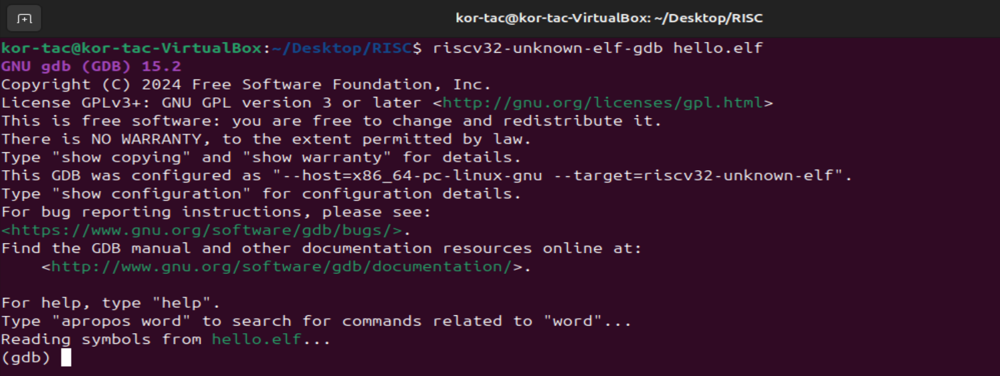 kor-tac@kor-tac-VirtualBox: ~/Desktop/RISC
kor-tac@kor-tac-VirtualBox:~/Desktop/RISC$ riscv32-unknown-elf-gdb hello.elf
GNU gdb (GDB) 15.2
Copyright (C) 2024 Free Software Foundation, Inc.
License GPLv3+: GNU GPL version 3 or later <http://gnu.org/licenses/gpl.html>
This is free software: you are free to change and redistribute it.
There is NO WARRANTY, to the extent permitted by law.
Type "show copying" and "show warranty" for details.
This GDB was configured as "--host=x86_64-pc-linux-gnu --target=riscv32-unknown-elf".
Type "show configuration" for configuration details.
For bug reporting instructions, please see:
<https://www.gnu.org/software/gdb/bugs/>.
Find the GDB manual and other documentation resources online at:
    <http://www.gnu.org/software/gdb/documentation/>.

For help, type "help".
Type "apropos word" to search for commands related to "word"...
Reading symbols from hello.elf...
(gdb)